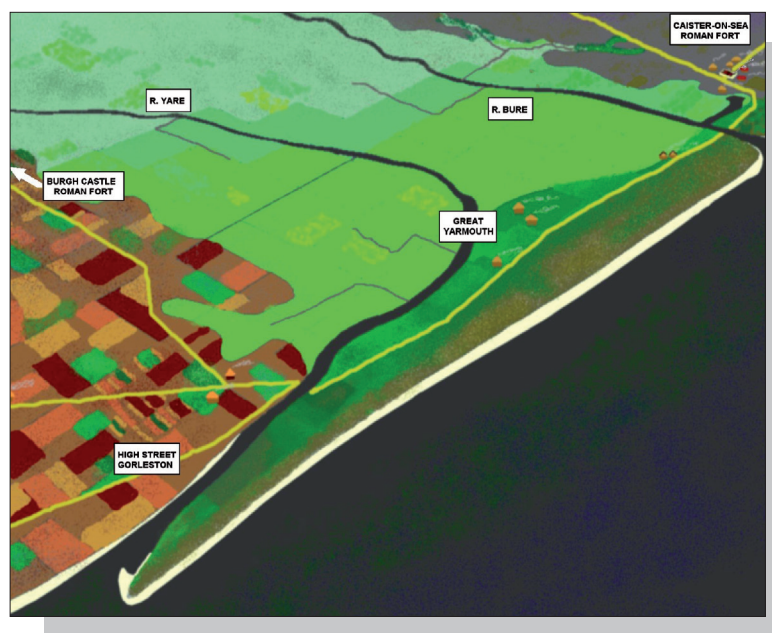 CAISTER-ON-SEA
ROMAN FORT
R. YARE
R. BURE
BURGH CASTLE
ROMAN FORT
GREAT
YARMOUTH
HIGH STREET
GORLESTON